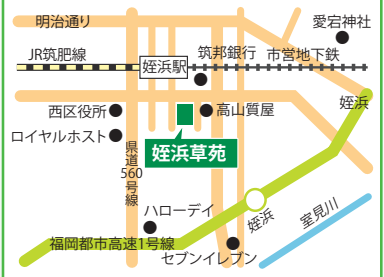 明治通り
愛宕神社
JR筑肥線
姪浜駅
筑邦銀行
市営地下鉄
西区役所
高山質屋
姪浜
ロイヤルホスト
県道560号線
姪浜草苑
ハローデイ
姪浜
室見川
福岡都市高速1号線
セブンイレブン